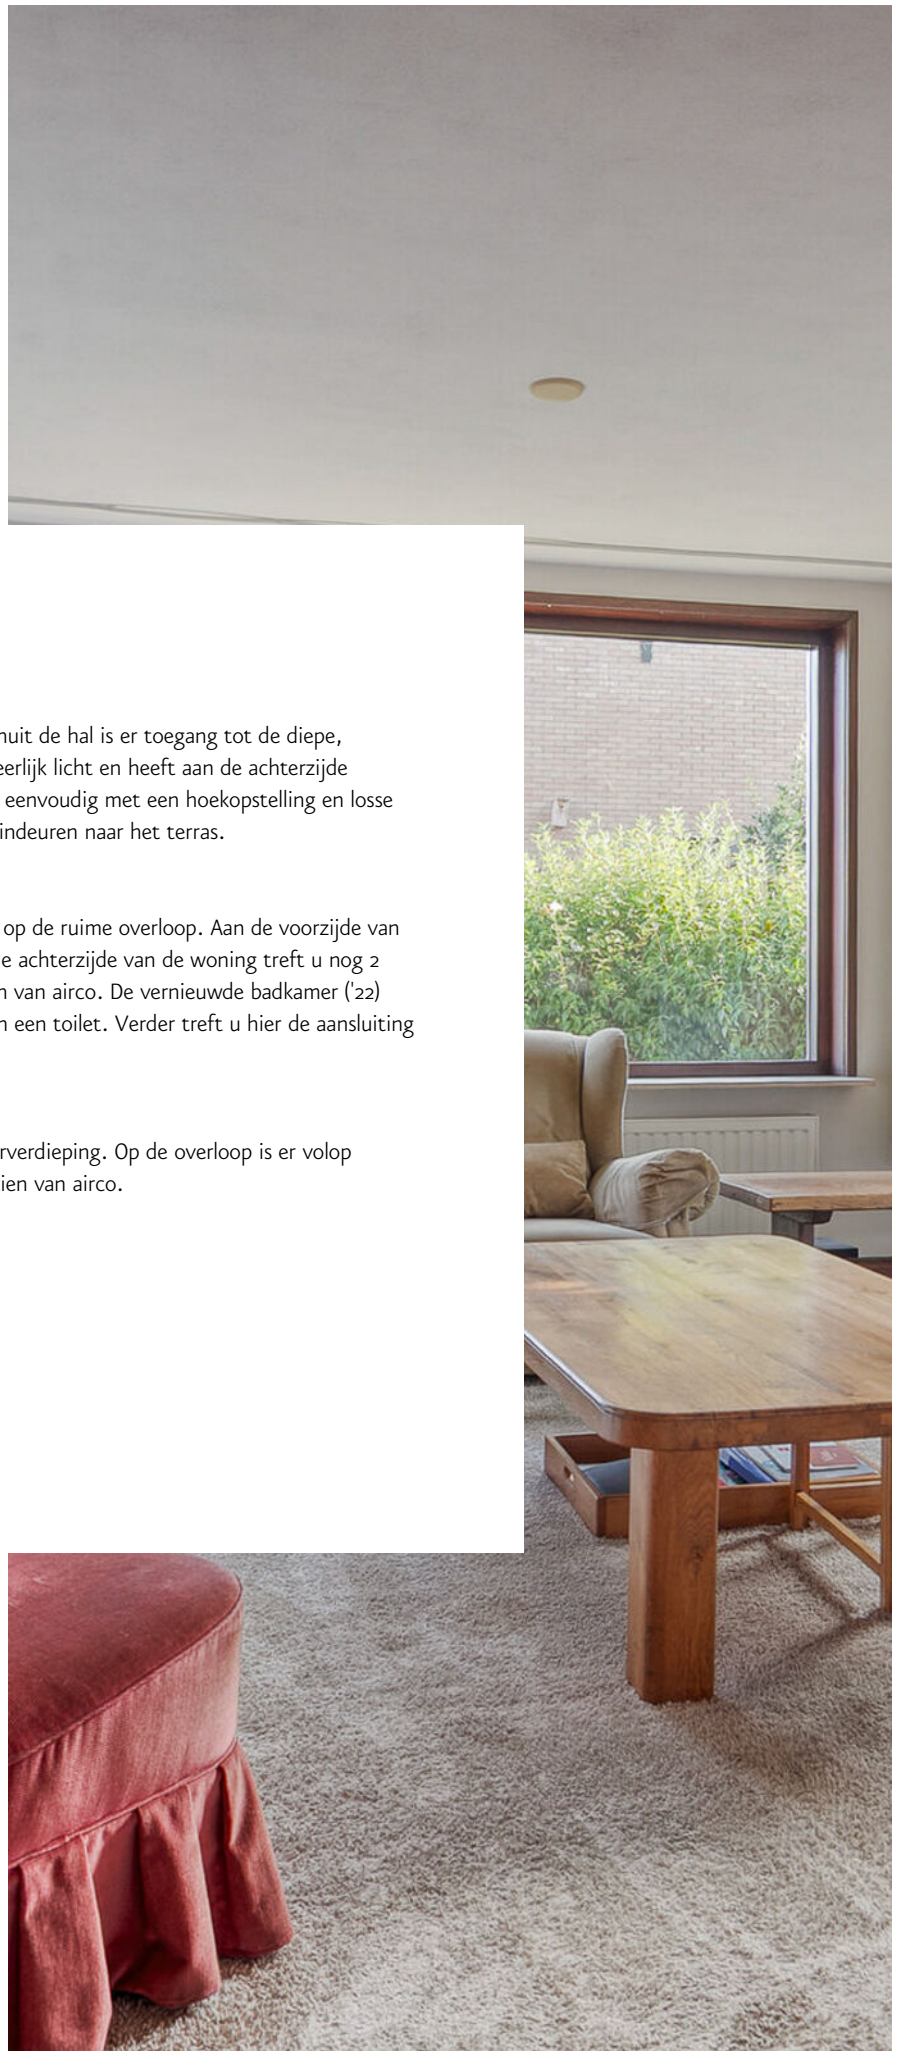 nuit de hal is er toegang tot de diepe,
eerlijk licht en heeft aan de achterzijde
eenvoudig met een hoekopstelling en losse
indeuren naar het terras.
op de ruime overloop. Aan de voorzijde van
e achterzijde van de woning treft u nog 2
n van airco. De vernieuwde badkamer ('22)
n een toilet. Verder treft u hier de aansluiting
rverdieping. Op de overloop is er volop
ien van airco.